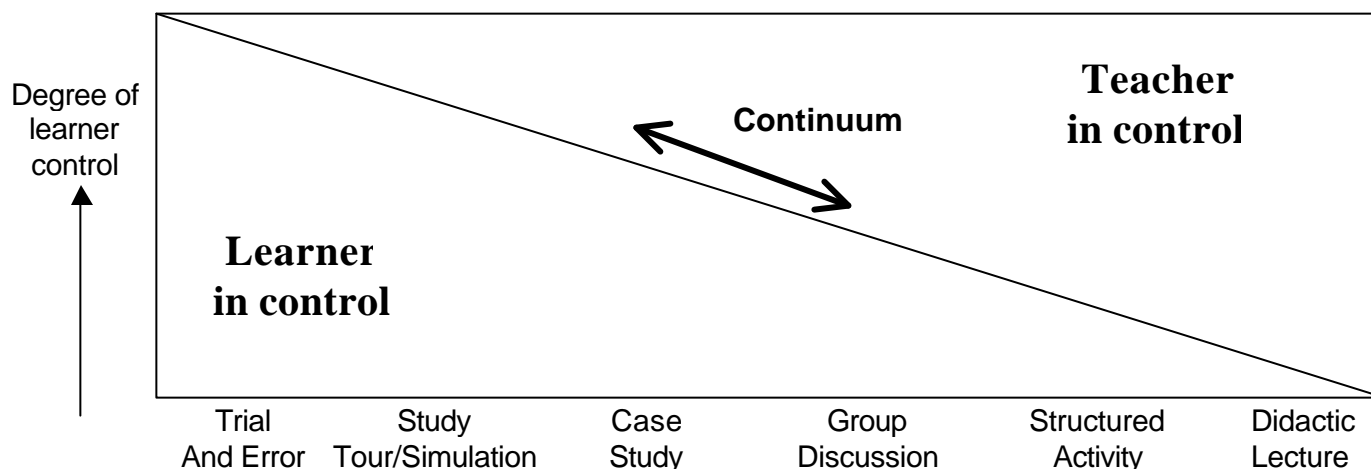 Degree of
learner
control
Continuum
Teacher
in control
Learner
in control
Trial
And Error
Study
Tour/Simulation
Case
Study
Group
Discussion
Structured
Activity
Didactic
Lecture